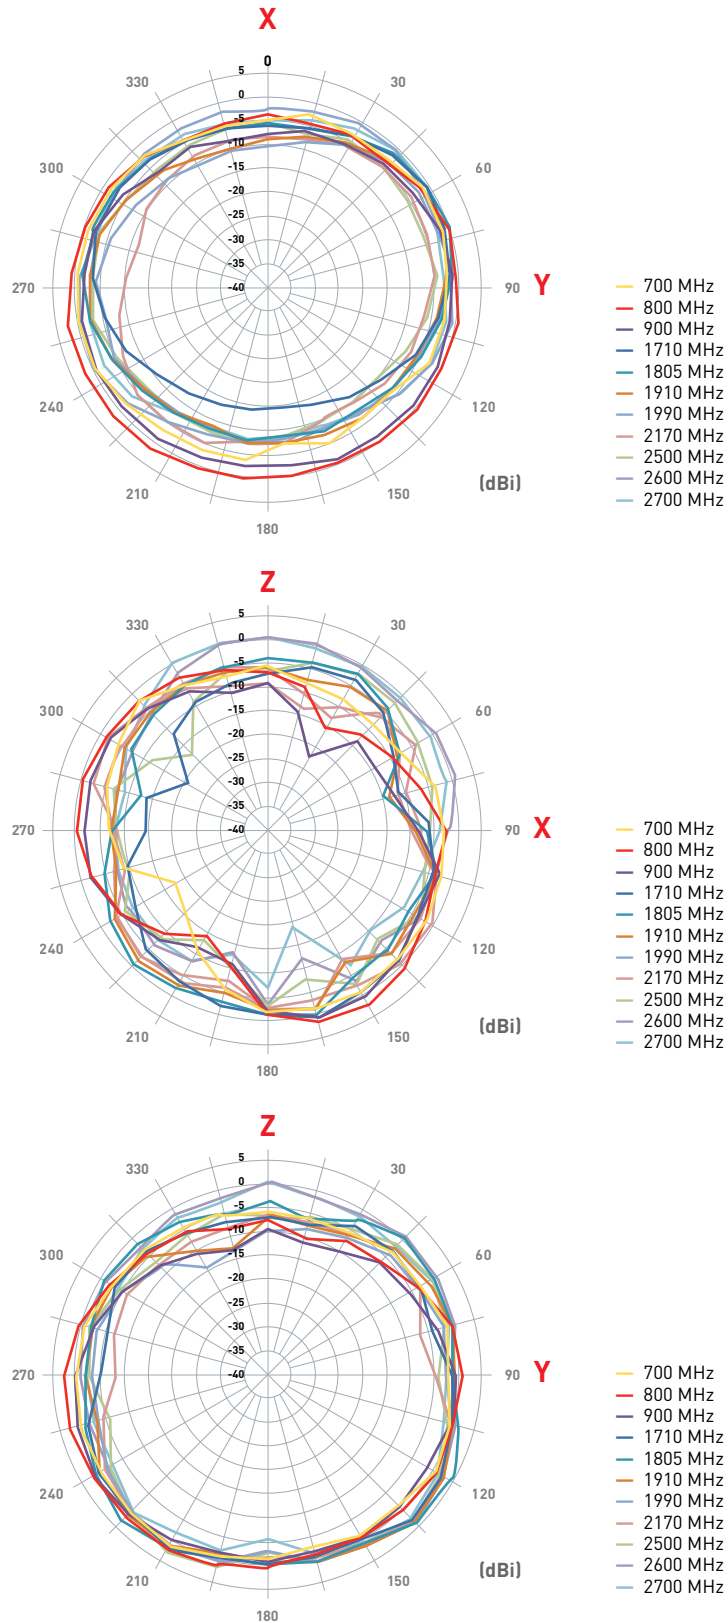 X
0
5
330
30
0
-5
-10
300
60
-15
-20
-25
-30
-35
270
-40
90
Y
240
120
210
150
(dBi)
180
700 MHz
800 MHz
900 MHz
1710 MHz
1805 MHz
1910 MHz
1990 MHz
2170 MHz
2500 MHz
2600 MHz
2700 MHz
Z
5
330
30
0
-5
-10
300
60
-15
-20
-25
-30
-35
270
-40
90
X
240
120
210
150
(dBi)
180
700 MHz
800 MHz
900 MHz
1710 MHz
1805 MHz
1910 MHz
1990 MHz
2170 MHz
2500 MHz
2600 MHz
2700 MHz
Z
5
330
30
0
-5
-10
300
60
-15
-20
-25
-30
-35
270
-40
90
Y
240
120
210
150
(dBi)
180
700 MHz
800 MHz
900 MHz
1710 MHz
1805 MHz
1910 MHz
1990 MHz
2170 MHz
2500 MHz
2600 MHz
2700 MHz